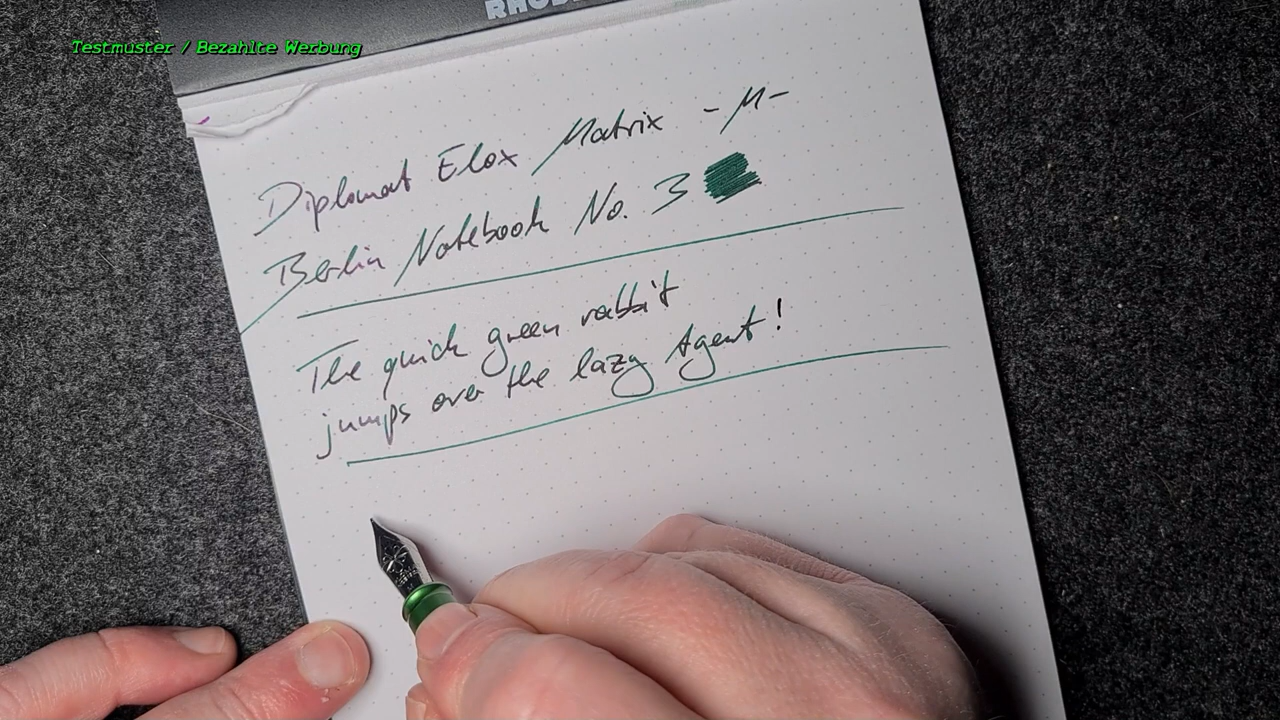 Testmuster / Bezahlte Werbung
RHOD
Diplomat Elox Matrix -M-
Berlin Notebook No. 3
The quick green rabbit
jumps over the lazy Agent!